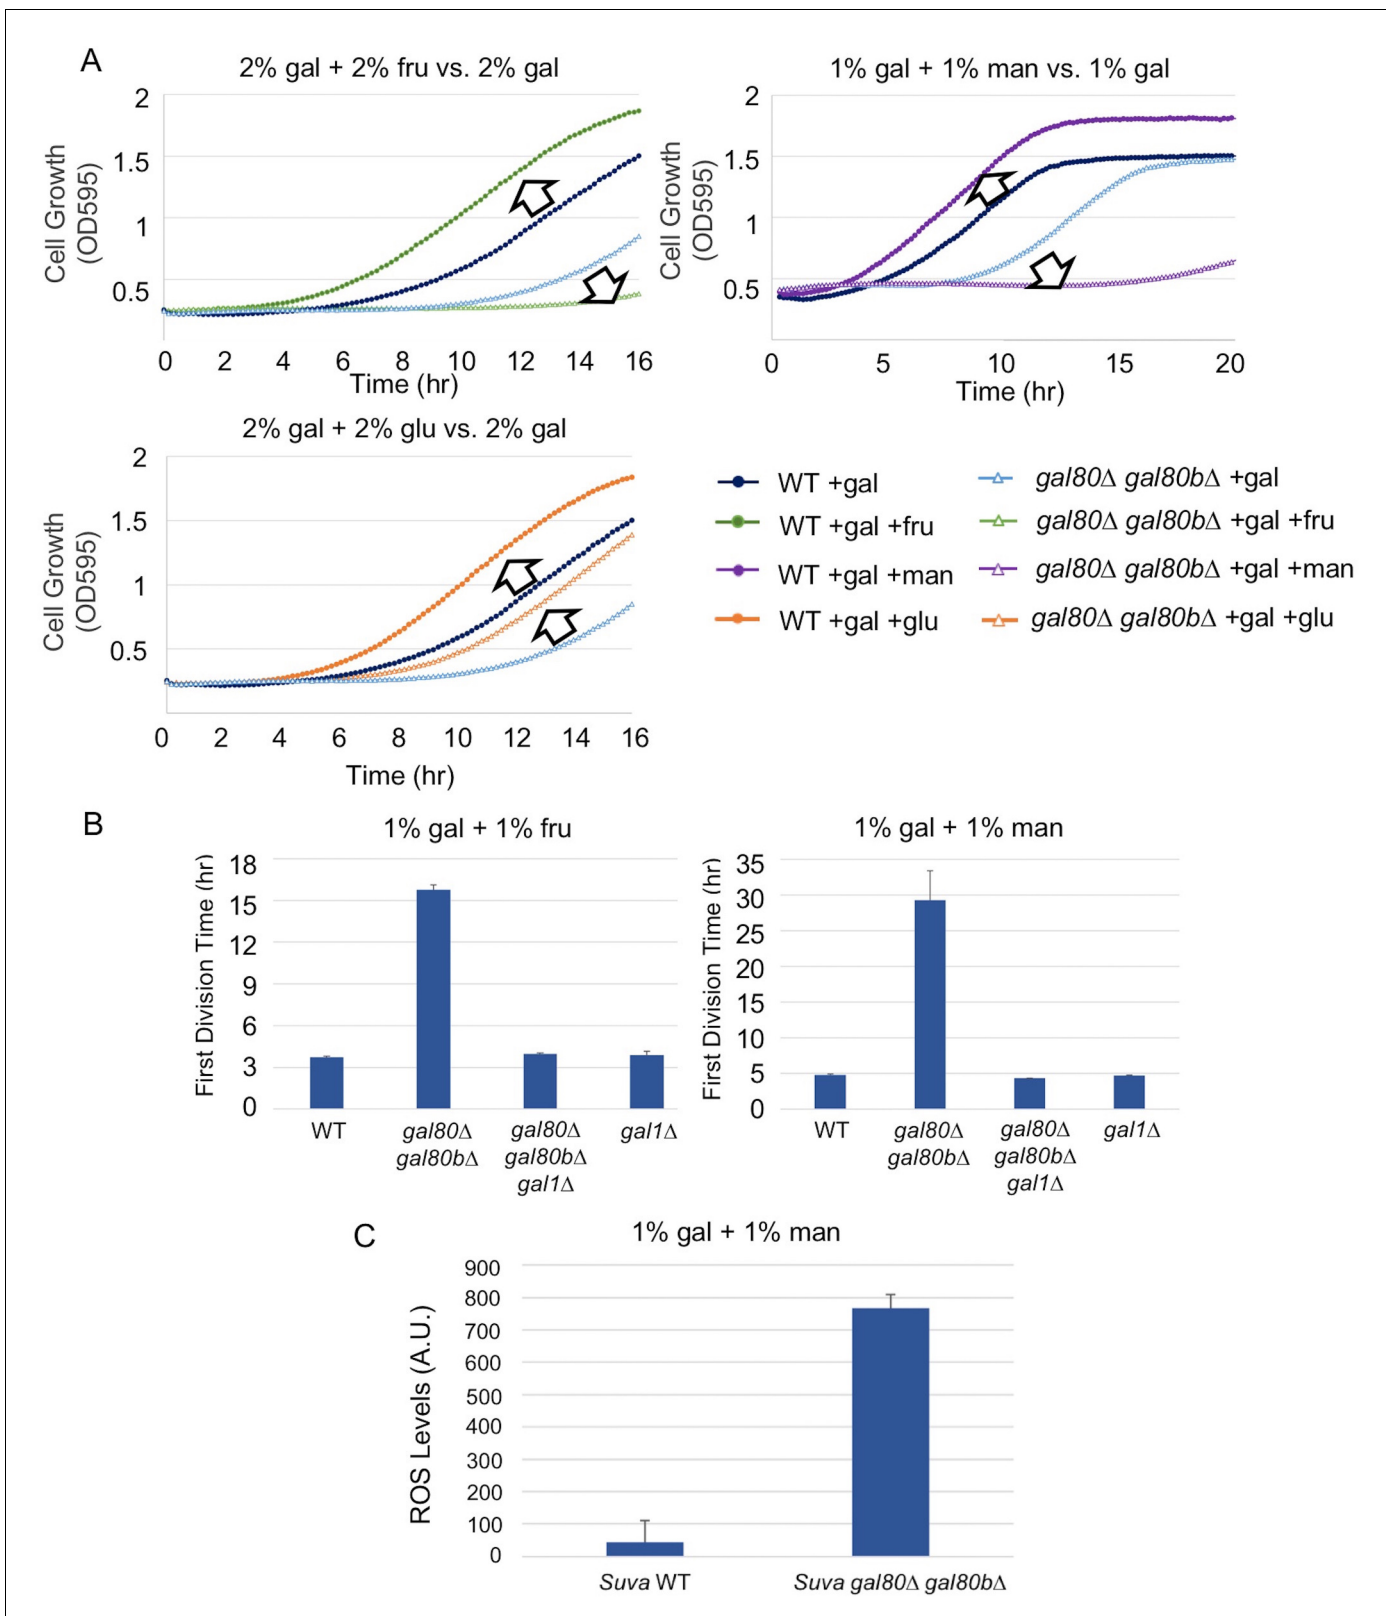 A
2% gal + 2% fru vs. 2% gal
Cell Growth
(OD595)
2
1.5
1
0.5
0 2 4 6 8 10 12 14 16
Time (hr)
1% gal + 1% man vs. 1% gal
Cell Growth
(OD595)
2
1.5
1
0.5
0 5 10 15 20
Time (hr)
2% gal + 2% glu vs. 2% gal
Cell Growth
(OD595)
2
1.5
1
0.5
0 2 4 6 8 10 12 14 16
Time (hr)
WT +gal
WT +gal +fru
WT +gal +man
WT +gal +glu
gal80Δ gal80bΔ +gal
gal80Δ gal80bΔ +gal +fru
gal80Δ gal80bΔ +gal +man
gal80Δ gal80bΔ +gal +glu
B
1% gal + 1% fru
First Division Time (hr)
18
15
12
9
6
3
0
WT
gal80Δ
gal80bΔ
gal80Δ
gal80bΔ
gal1Δ
gal1Δ
1% gal + 1% man
First Division Time (hr)
35
30
25
20
15
10
5
0
WT
gal80Δ
gal80bΔ
gal80Δ
gal80bΔ
gal1Δ
gal1Δ
C
1% gal + 1% man
ROS Levels (A.U.)
900
800
700
600
500
400
300
200
100
0
Suva WT
Suva gal80Δ gal80bΔ